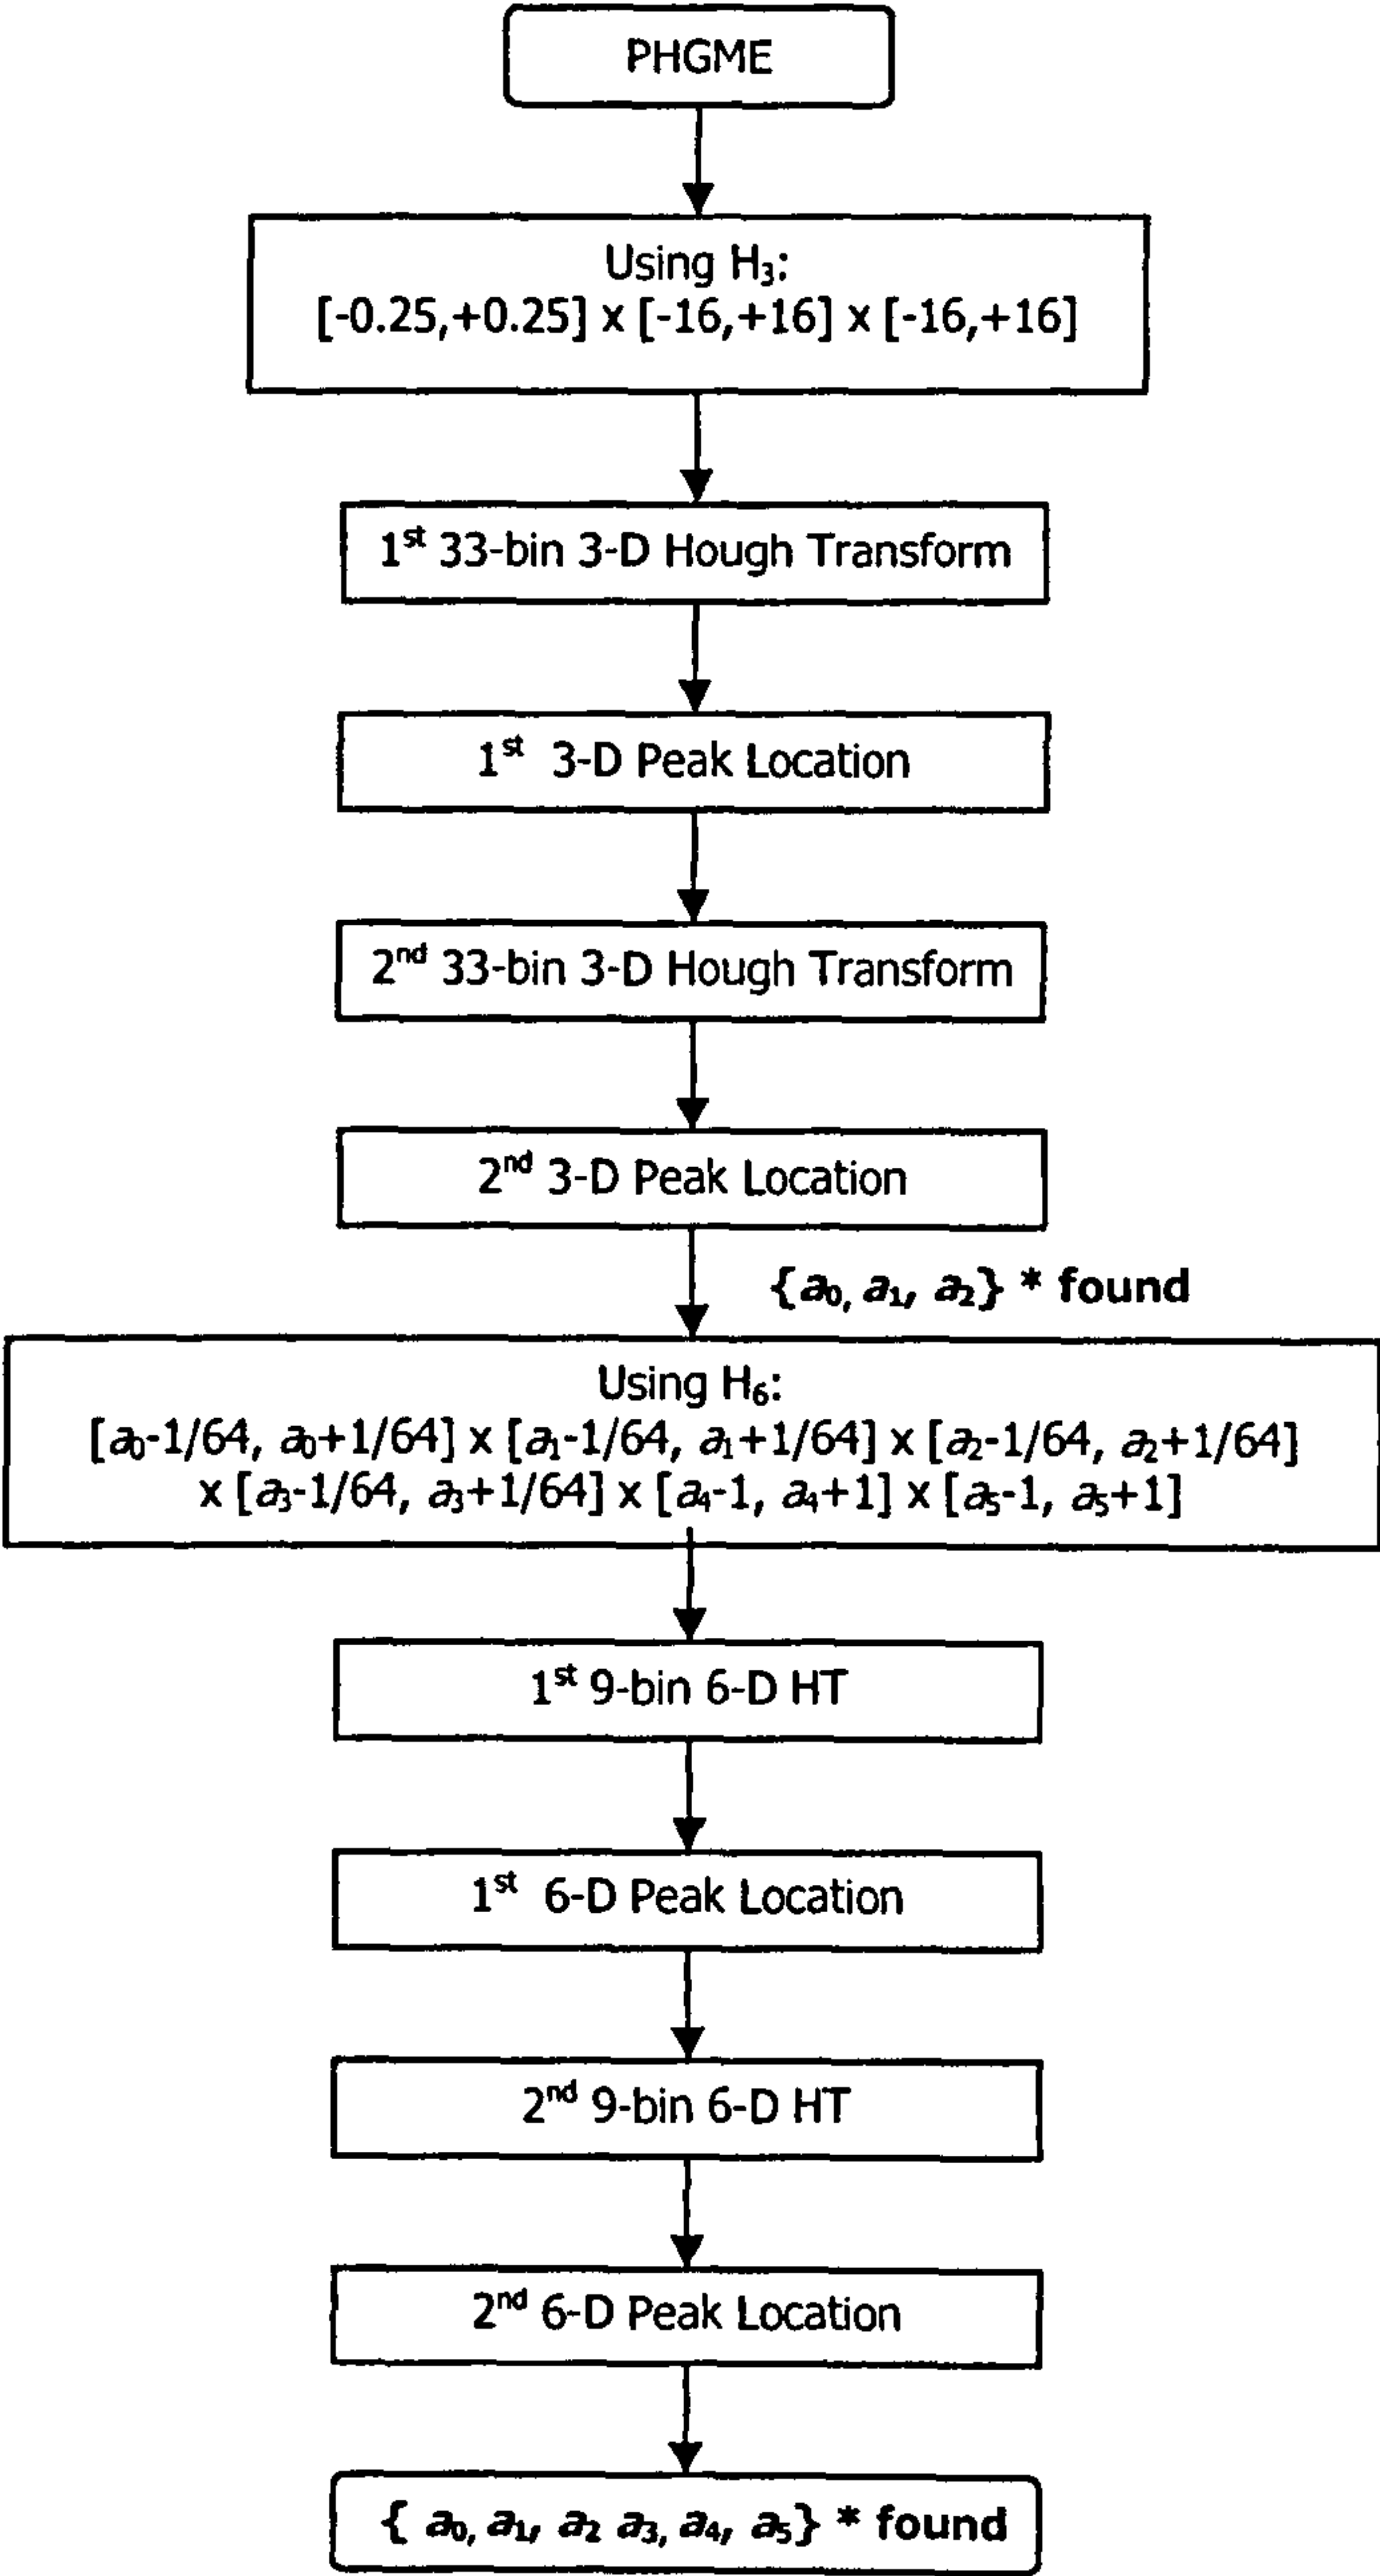 PHGME
Using H₃:
[-0.25,+0.25] x [-16,+16] x [-16,+16]
1ˢᵗ 33-bin 3-D Hough Transform
1ˢᵗ 3-D Peak Location
2ⁿᵈ 33-bin 3-D Hough Transform
2ⁿᵈ 3-D Peak Location
{a₀, a₁, a₂} * found
Using H₆:
[a₀-1/64, a₀+1/64] x [a₁-1/64, a₁+1/64] x [a₂-1/64, a₂+1/64]
x [a₃-1/64, a₃+1/64] x [a₄-1, a₄+1] x [a₅-1, a₅+1]
1ˢᵗ 9-bin 6-D HT
1ˢᵗ 6-D Peak Location
2ⁿᵈ 9-bin 6-D HT
2ⁿᵈ 6-D Peak Location
{ a₀, a₁, a₂ a₃, a₄, a₅} * found